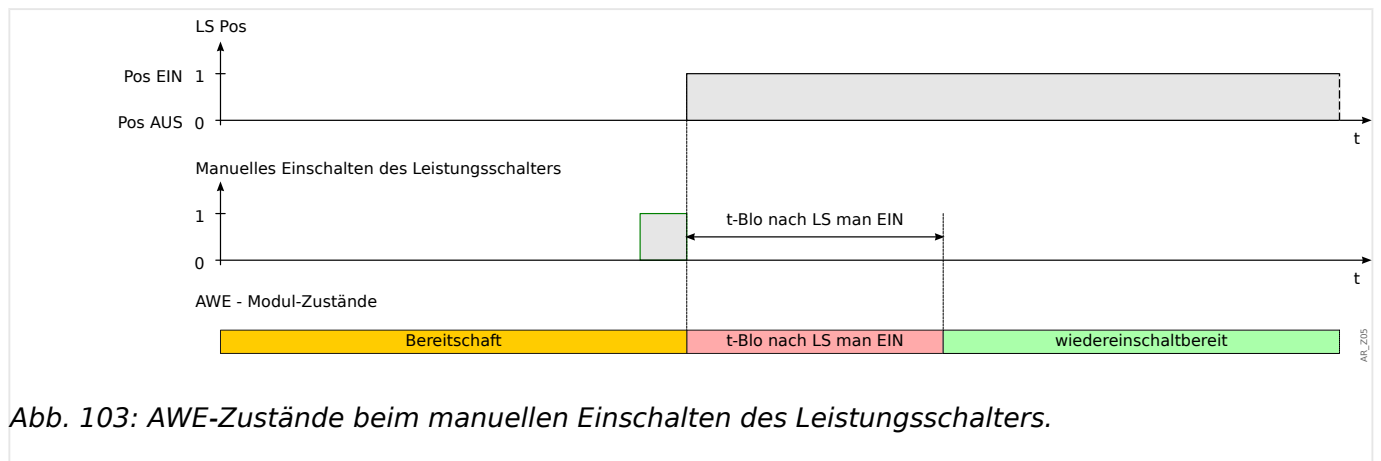 LS Pos
Pos EIN 1
Pos AUS 0
t
Manuelles Einschalten des Leistungsschalters
1
t-Blo nach LS man EIN
0
t
AWE - Modul-Zustände
Bereitschaft t-Blo nach LS man EIN wiedereinschaltbereit
AR_Z05
Abb. 103: AWE-Zustände beim manuellen Einschalten des Leistungsschalters.